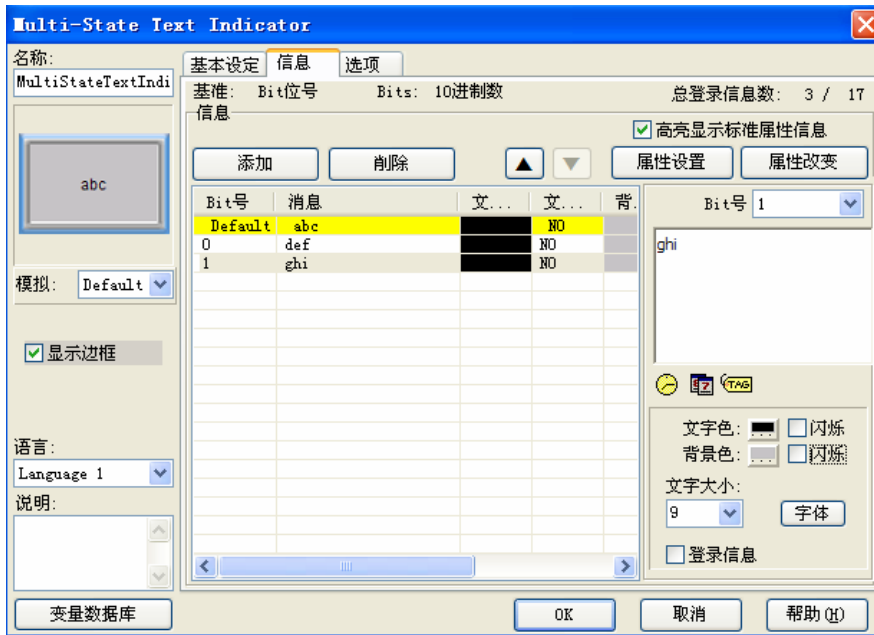 Multi-State Text Indicator
名称:
MultiStateTextIndi
abc
模拟: Default
显示边框
语言:
Language 1
说明:
变量数据库
基本设定 信息 选项
基准: Bit位号 Bits: 10进制数 总登录信息数: 3 / 17
信息
高亮显示标准属性信息
添加 削除 ▲ ▼ 属性设置 属性改变
Bit号 消息 文... 文... 背.
Default abc NO
0 def NO
1 ghi NO
Bit号 1
ghi
TAG
文字色: ... 闪烁
背景色: ... 闪烁
文字大小:
9 字体
登录信息
OK 取消 帮助(H)